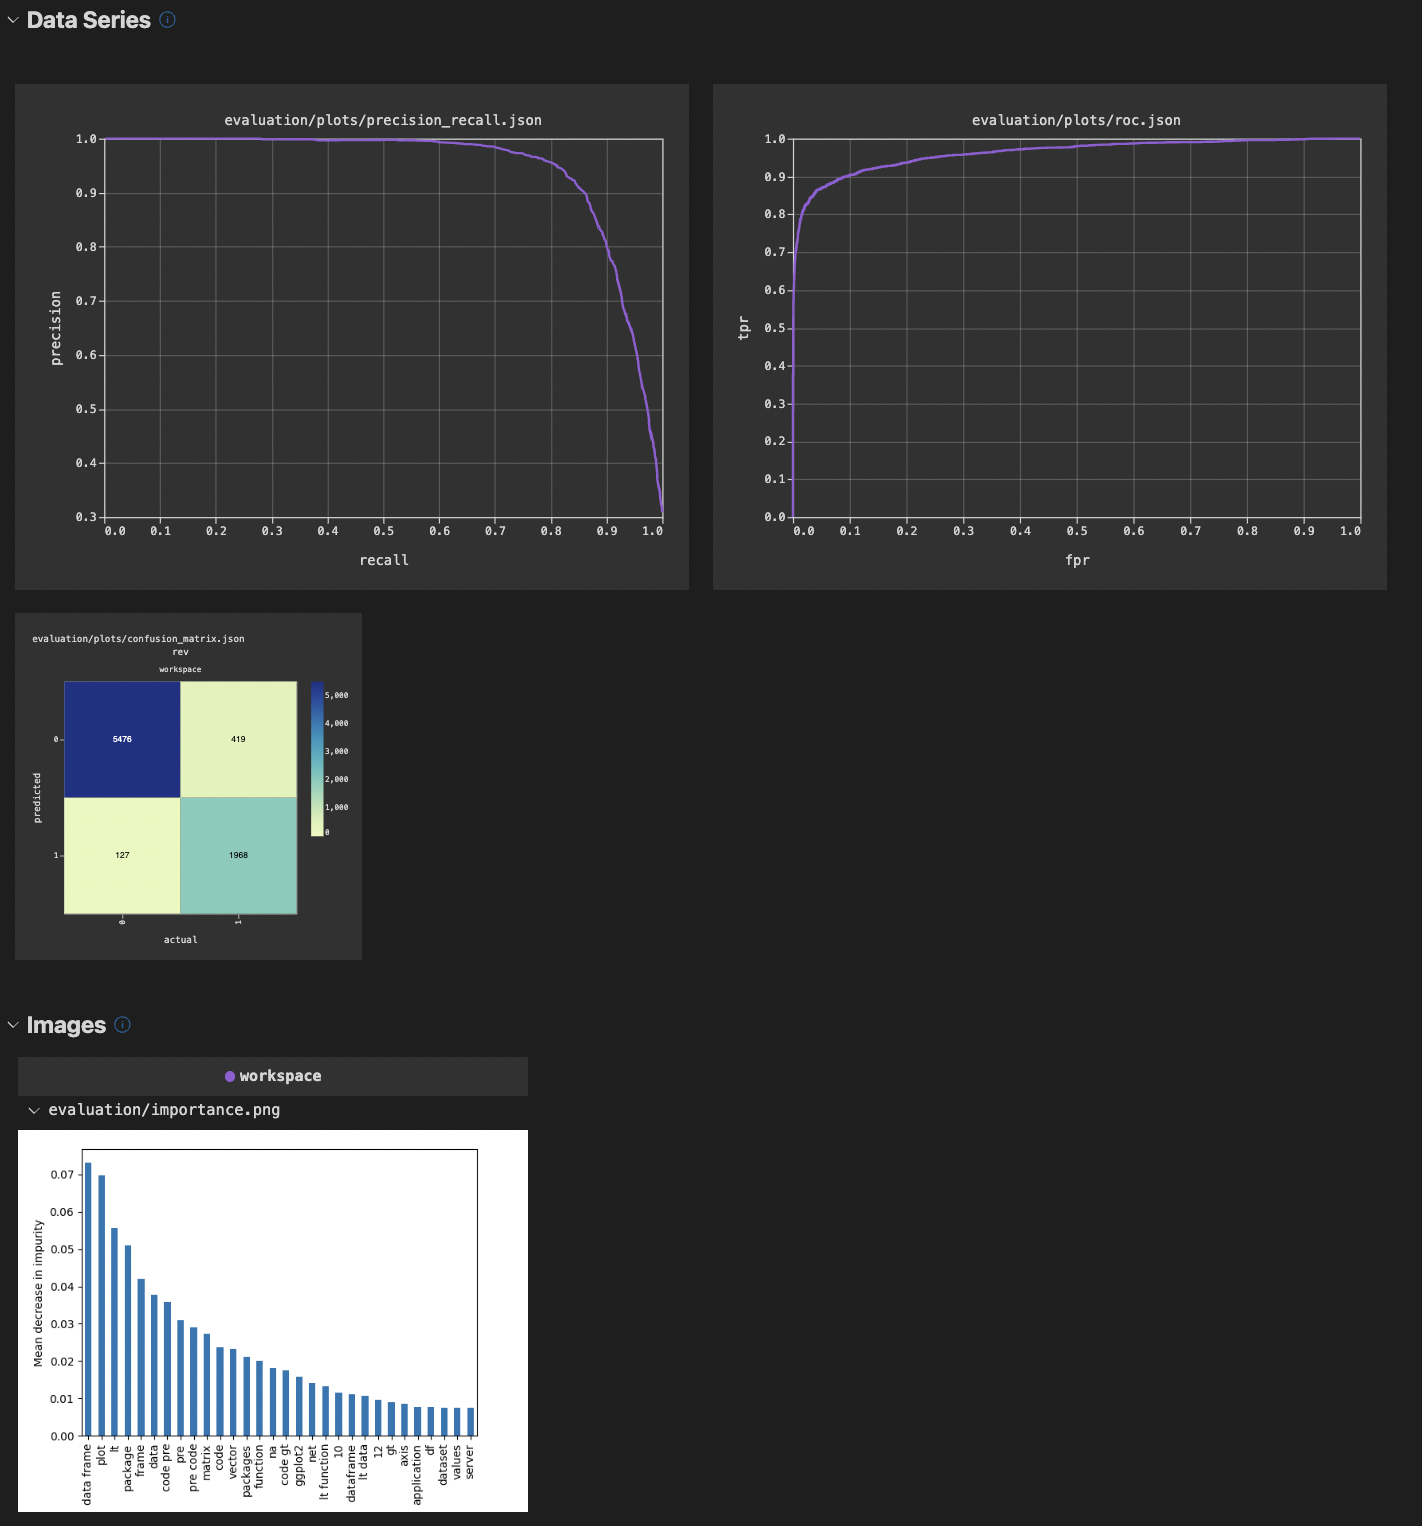 Data Series
evaluation/plots/precision_recall.json
1.0
0.9
0.8
0.7
0.6
0.5
0.4
0.3
precision
0.0 0.1 0.2 0.3 0.4 0.5 0.6 0.7 0.8 0.9 1.0
recall
evaluation/plots/roc.json
1.0
0.9
0.8
0.7
0.6
0.5
0.4
0.3
0.2
0.1
0.0
tpr
0.0 0.1 0.2 0.3 0.4 0.5 0.6 0.7 0.8 0.9 1.0
fpr
evaluation/plots/confusion_matrix.json
rev
workspace
0 5476 419
1 127 1968
predicted
0 1
actual
5,000
4,000
3,000
2,000
1,000
0
Images
workspace
evaluation/importance.png
0.07
0.06
0.05
0.04
0.03
0.02
0.01
0.00
Mean decrease in impurity
data frame
plot
lt
package
frame
data
code pre
pre
pre code
matrix
code
vector
packages
function
na
code gt
ggplot2
net
lt function
10
dataframe
lt data
12
gt
axis
application
df
dataset
values
server